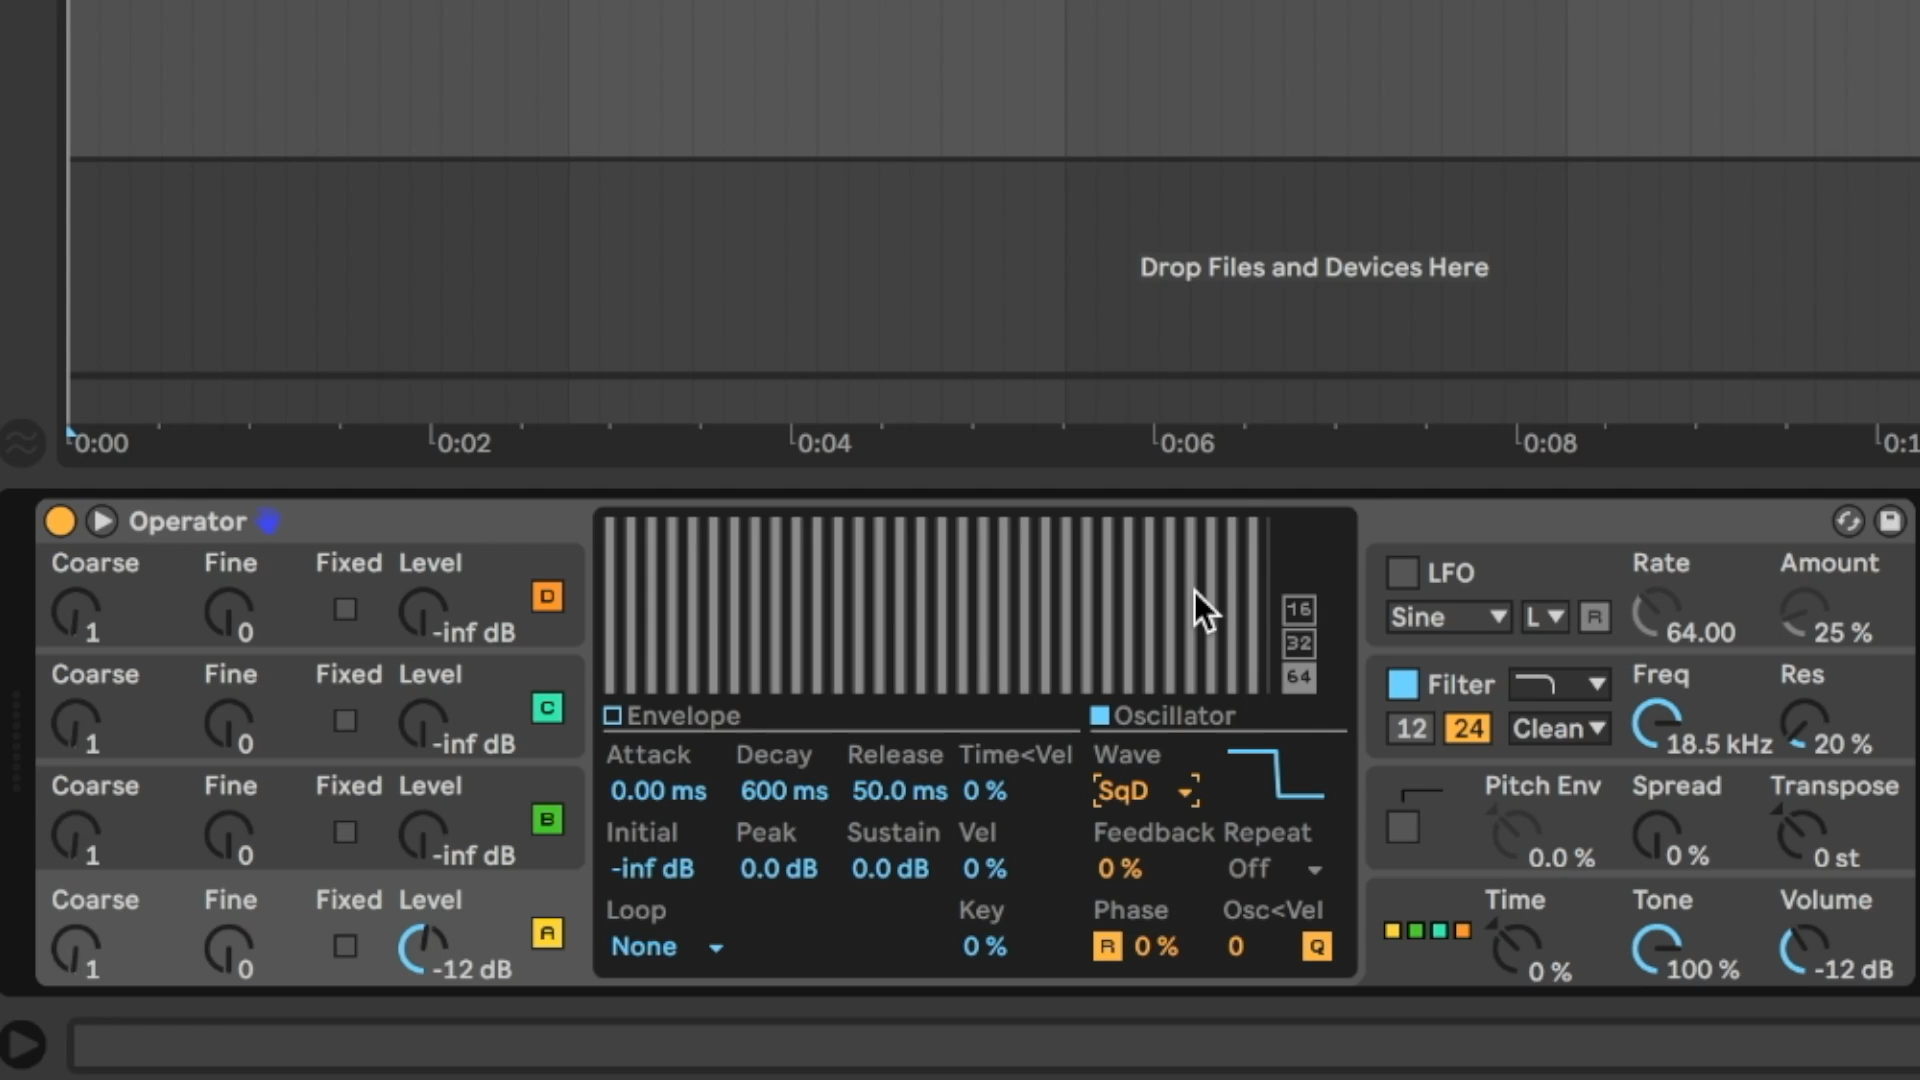 Drop Files and Devices Here
0:00 0:02 0:04 0:06 0:08 0:1
Operator
Coarse Fine Fixed Level
1 0 -inf dB D
Coarse Fine Fixed Level
1 0 -inf dB C
Coarse Fine Fixed Level
1 0 -inf dB B
Coarse Fine Fixed Level
1 0 -12 dB A
16
32
64
Envelope Oscillator
Attack Decay Release Time<Vel Wave
0.00 ms 600 ms 50.0 ms 0 % SqD
Initial Peak Sustain Vel Feedback Repeat
-inf dB 0.0 dB 0.0 dB 0 % 0 % Off
Loop Key Phase Osc<Vel
None 0 % R 0 % 0 Q
LFO Rate Amount
Sine L R 64.00 25 %
Filter Freq Res
12 24 Clean 18.5 kHz 20 %
Pitch Env Spread Transpose
0.0 % 0 % 0 st
Time Tone Volume
0 % 100 % -12 dB